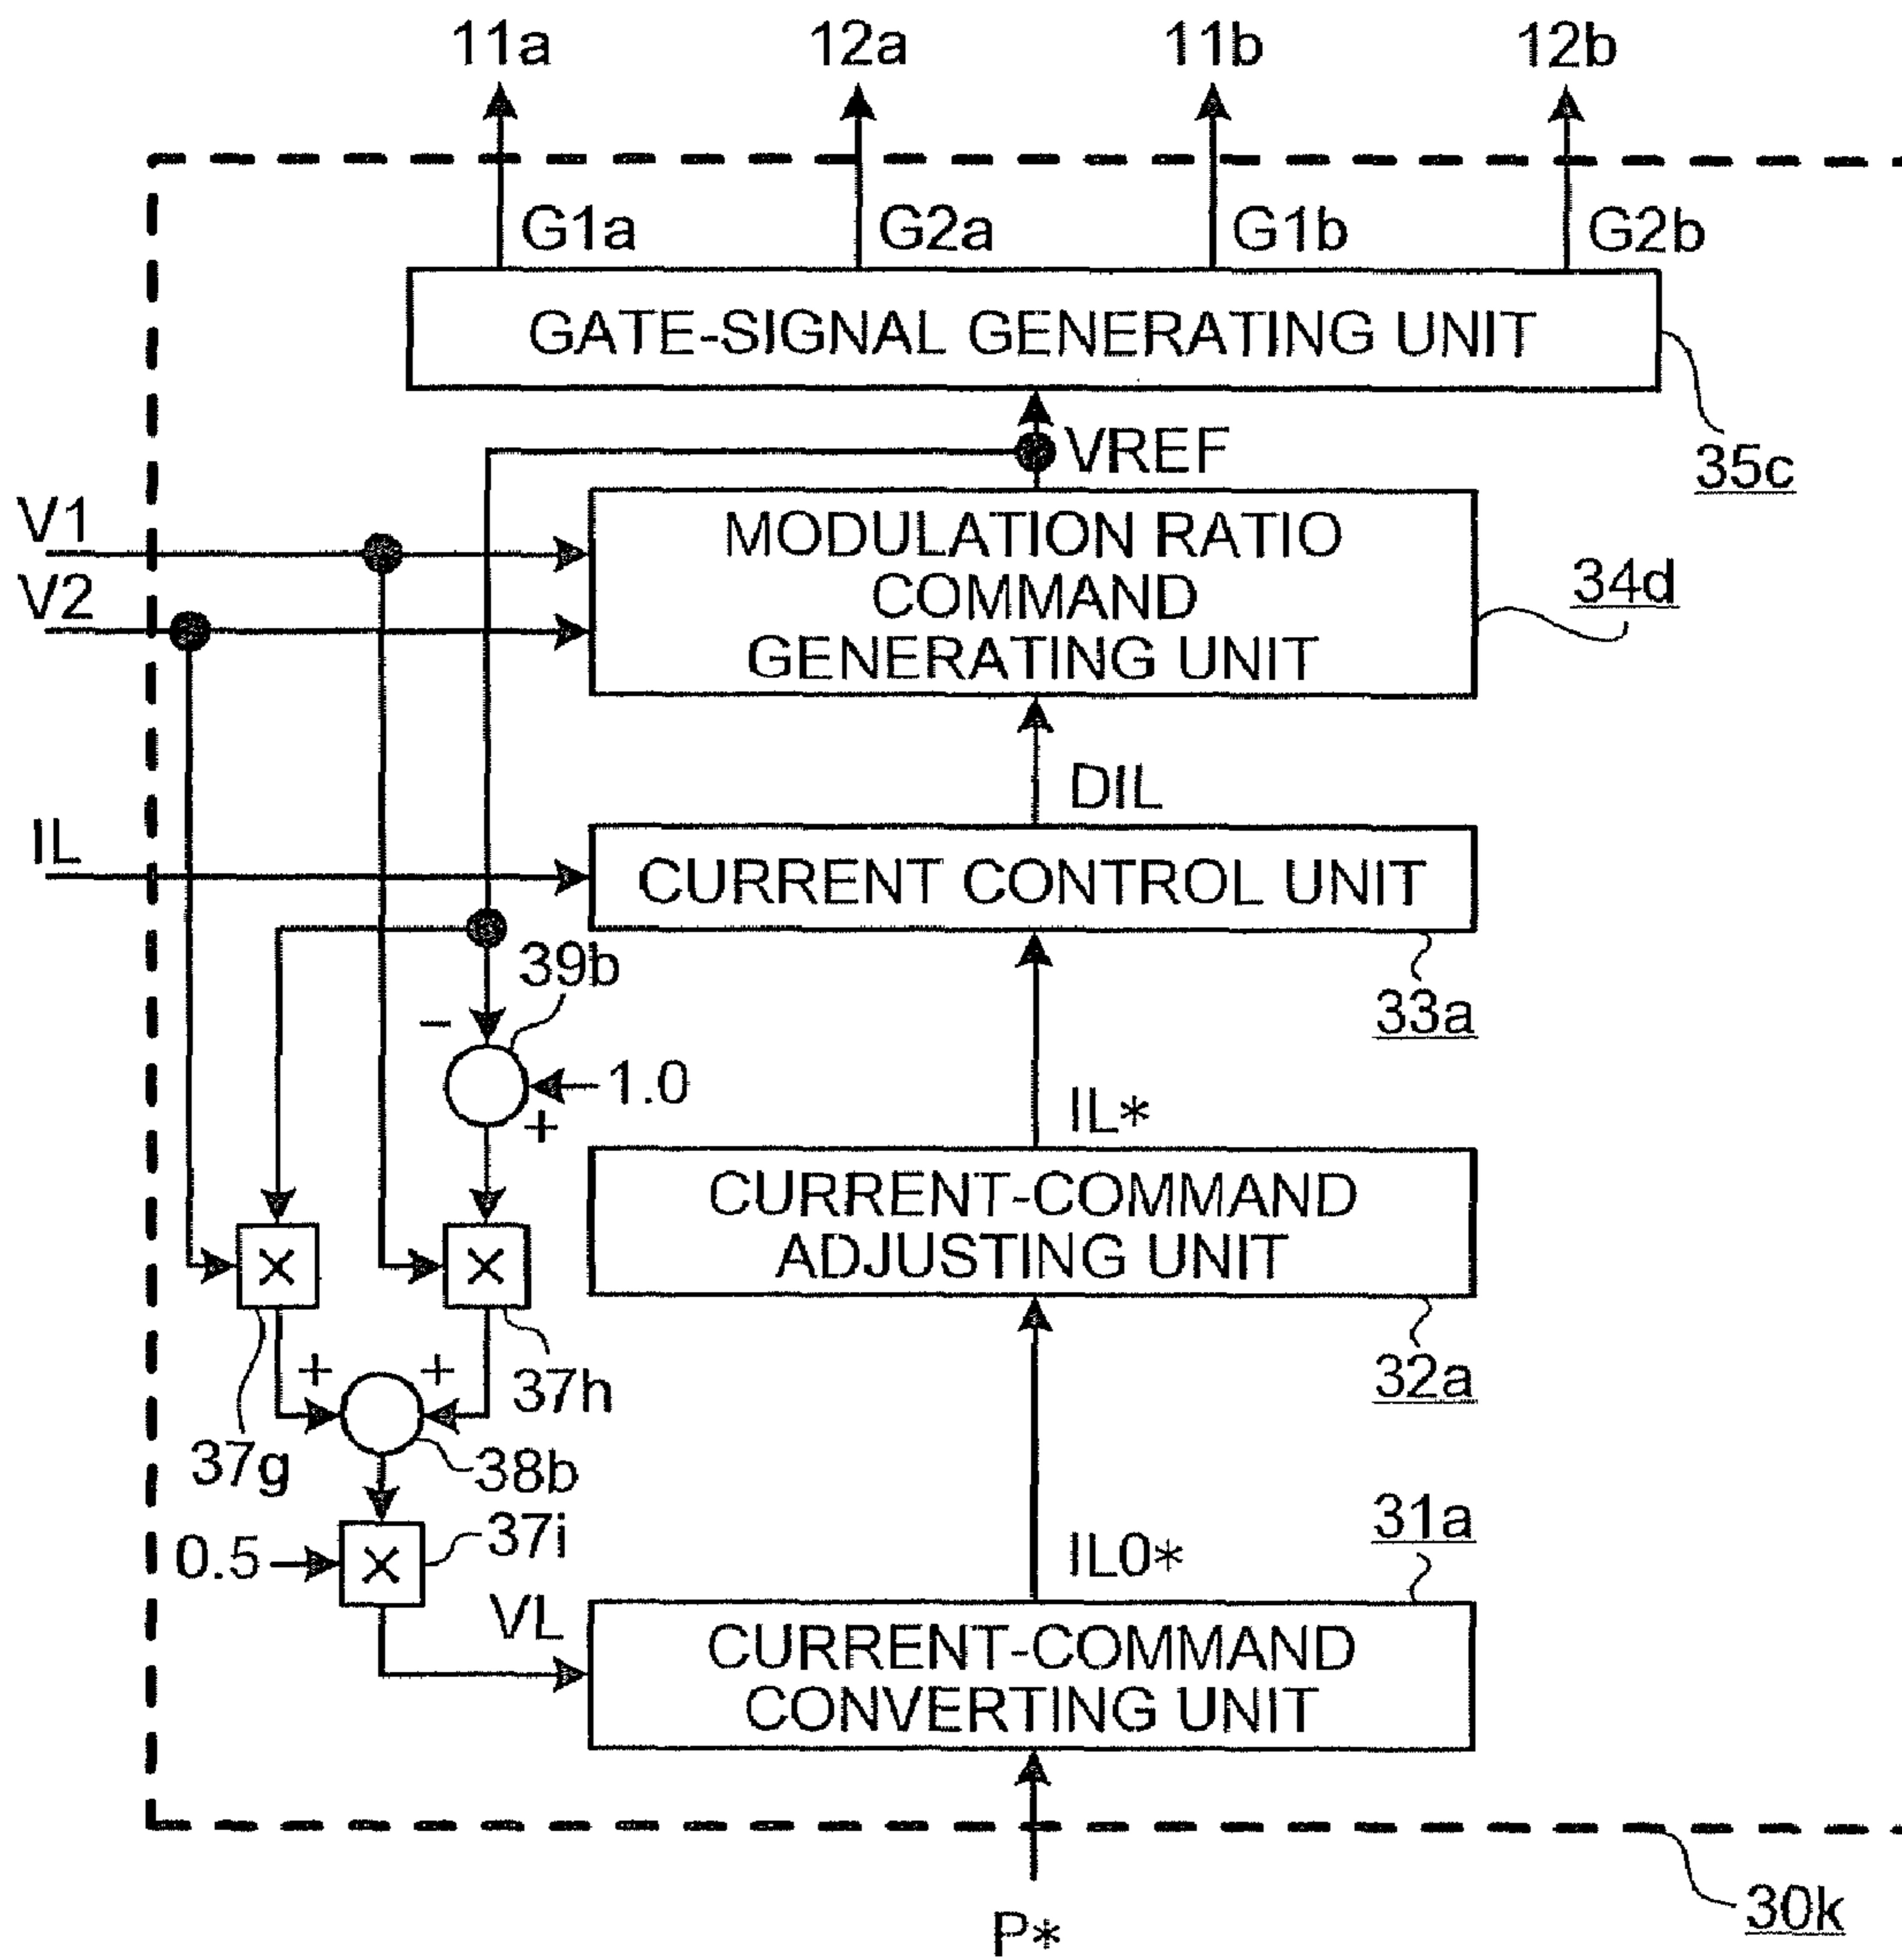 11a 12a 11b 12b
G1a G2a G1b G2b
GATE-SIGNAL GENERATING UNIT
35c
VREF
V1
V2
MODULATION RATIO
COMMAND
GENERATING UNIT
34d
DIL
IL
CURRENT CONTROL UNIT
33a
39b
−
1.0
+
IL*
CURRENT-COMMAND
ADJUSTING UNIT
32a
×
×
37g
37h
+ +
38b
0.5
×
37i
VL
IL0*
31a
CURRENT-COMMAND
CONVERTING UNIT
P*
30k